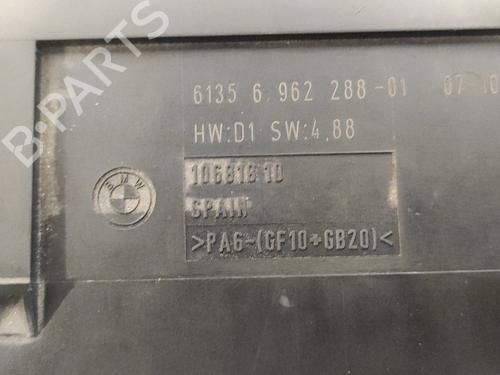 6135 6 962 288-01 07 10
HW:D1 SW:4.88
BMW
SPAIN
>PA6-(GF10+GB20)<
B-PARTS